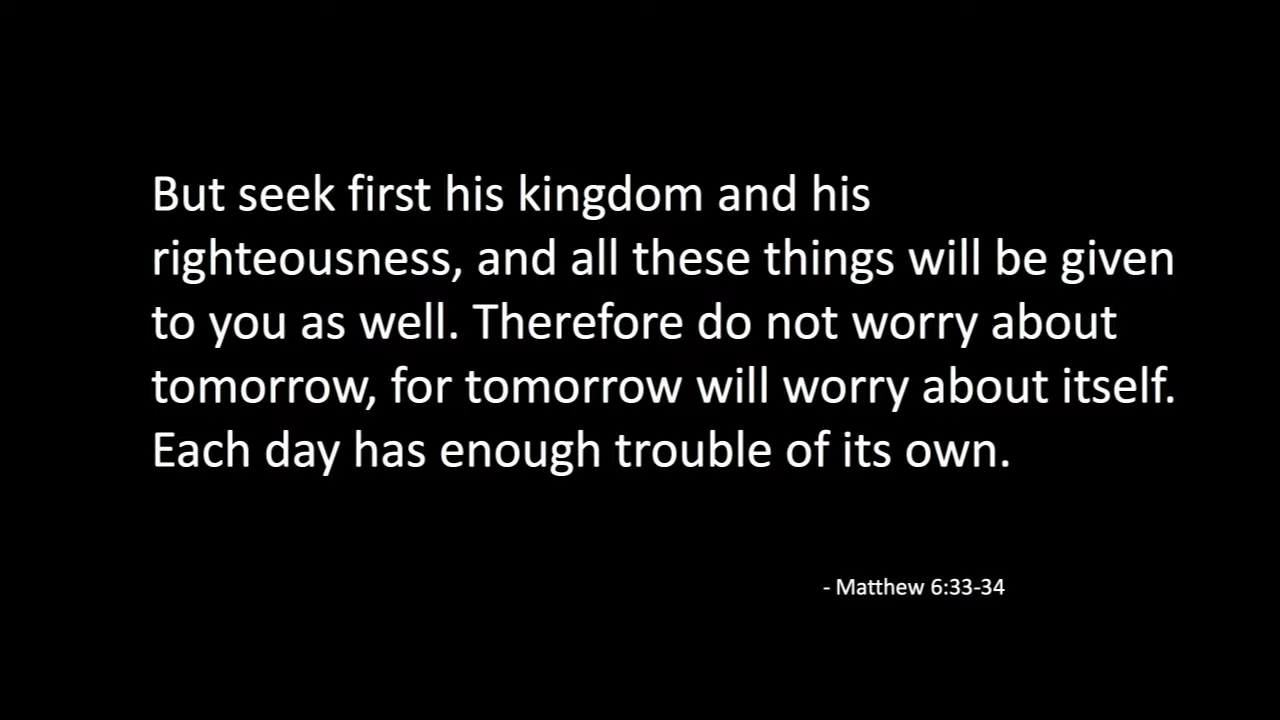 But seek first his kingdom and his
righteousness, and all these things will be given
to you as well. Therefore do not worry about
tomorrow, for tomorrow will worry about itself.
Each day has enough trouble of its own.
- Matthew 6:33-34